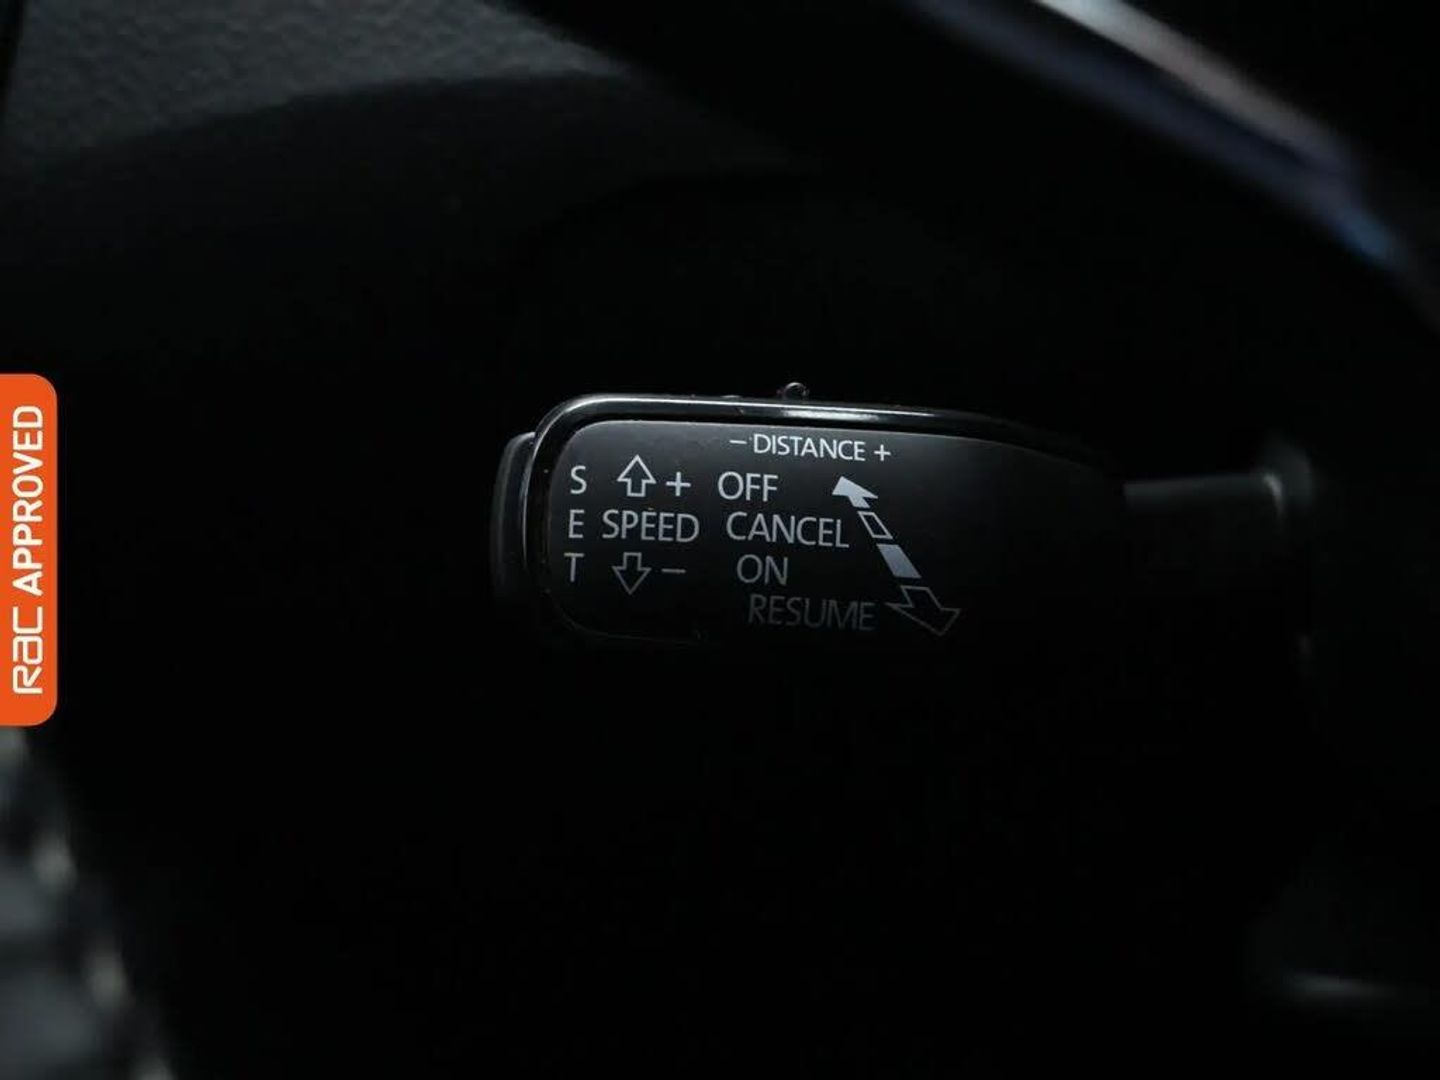 – DISTANCE +
S + OFF
E SPEED CANCEL
T – ON
RESUME
rac APPROVED